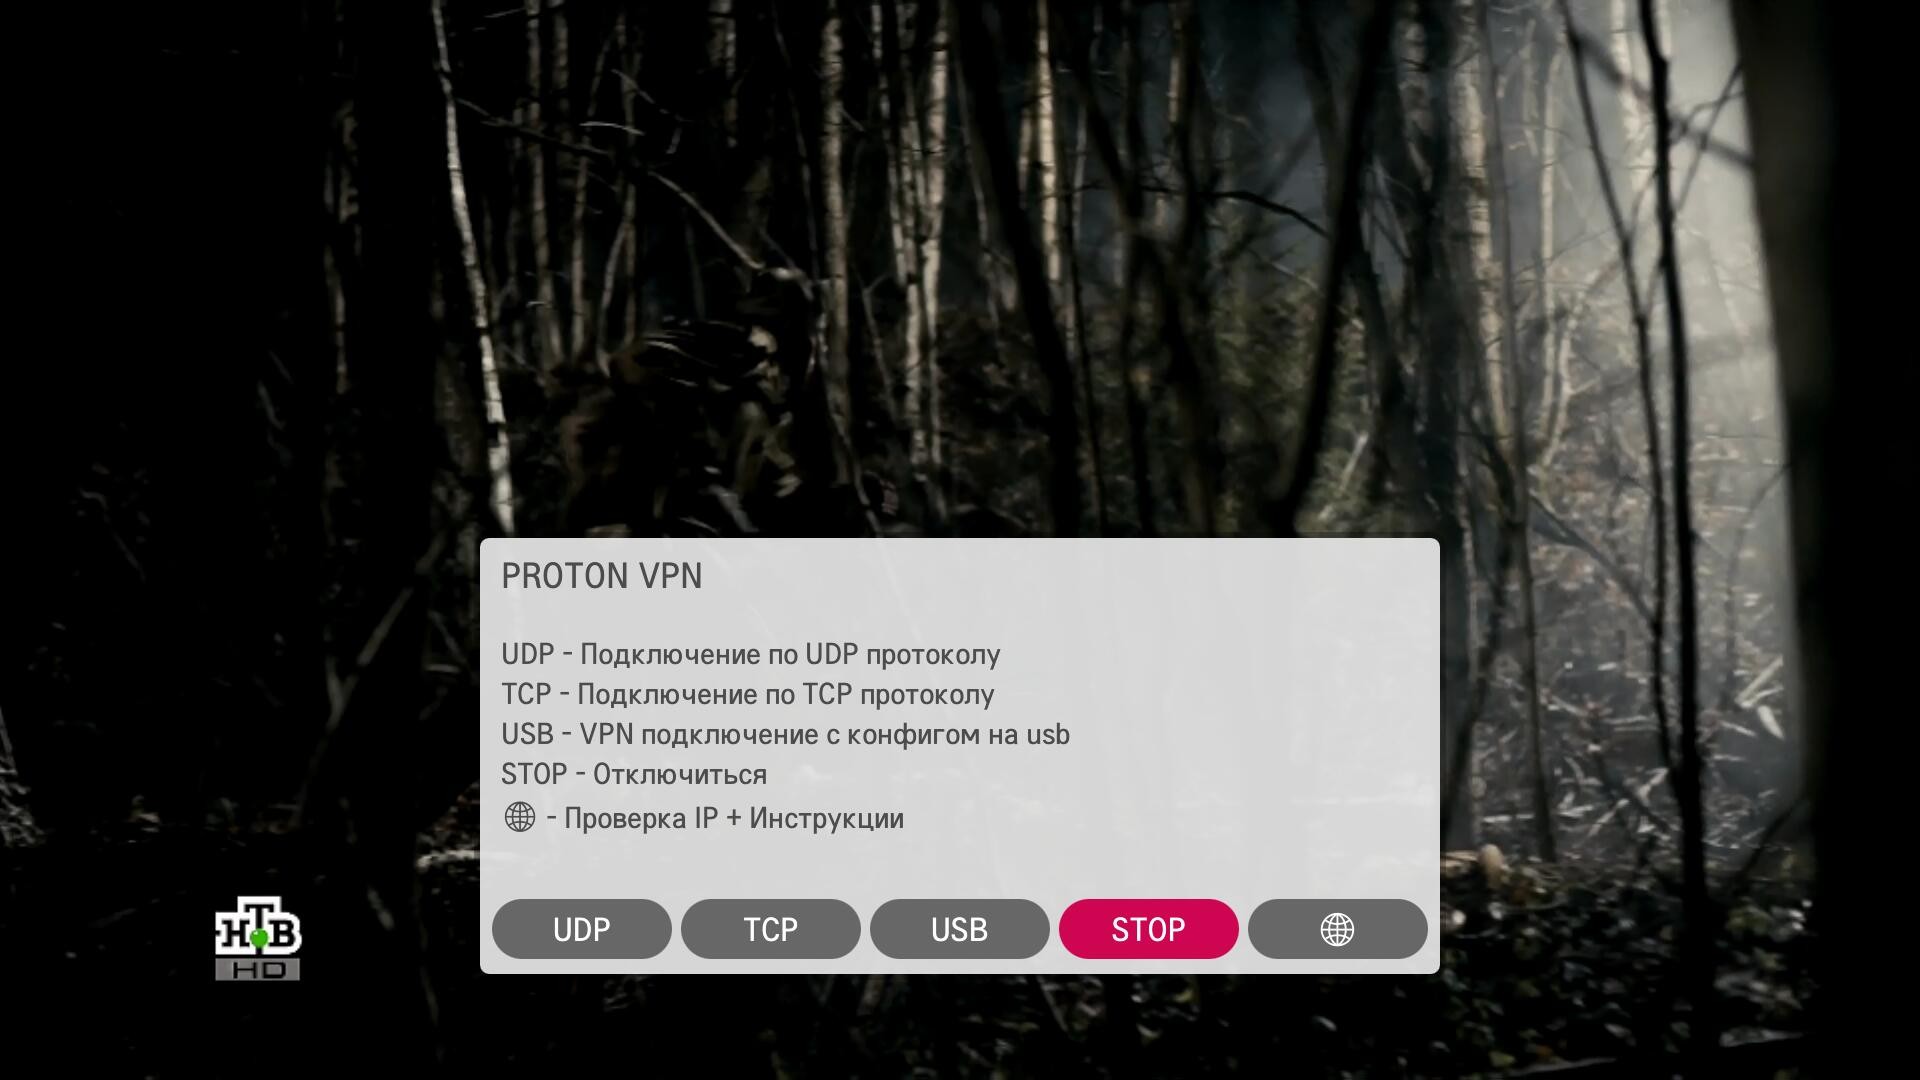 PROTON VPN
UDP - Подключение по UDP протоколу
TCP - Подключение по TCP протоколу
USB - VPN подключение с конфигом на usb
STOP - Отключиться
- Проверка IP + Инструкции
UDP TCP USB STOP
НТВ
HD